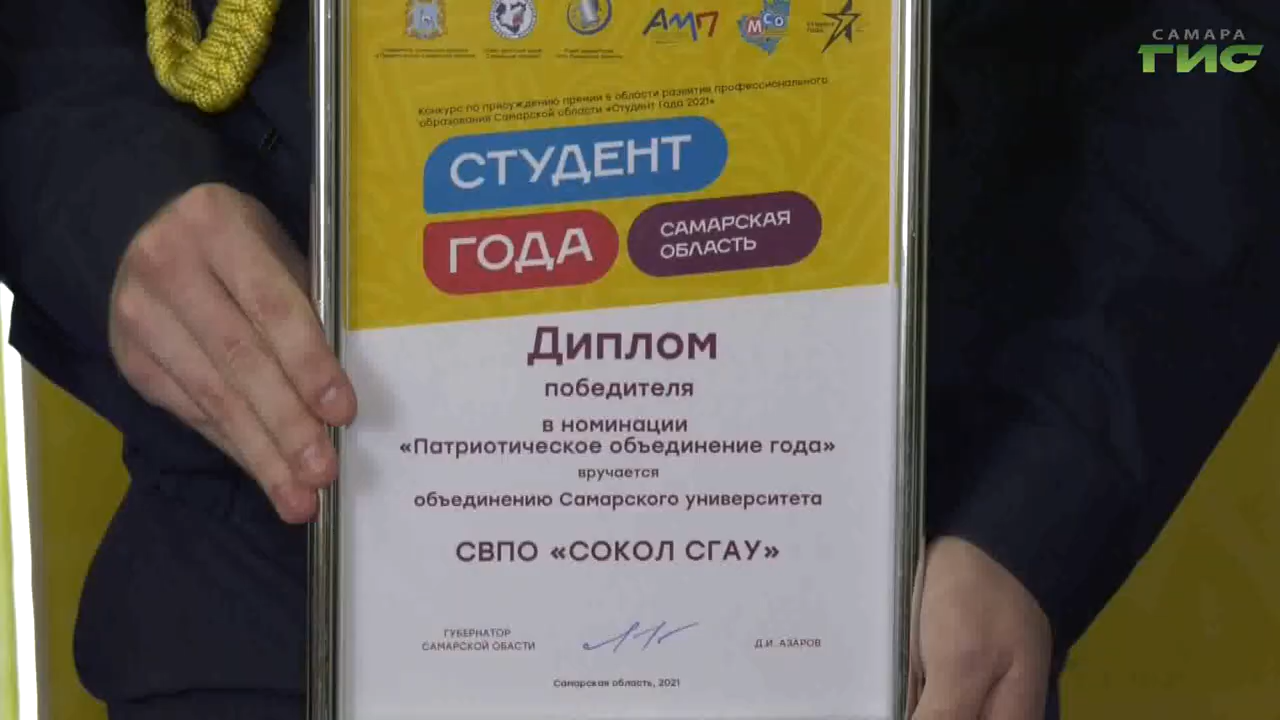 САМАРА
ГИС
АМП
МСО
Конкурс по присуждению премии в области развития профессионального
образования Самарской области «Студент Года 2021»
СТУДЕНТ
ГОДА
САМАРСКАЯ
ОБЛАСТЬ
Диплом
победителя
в номинации
«Патриотическое объединение года»
вручается
объединению Самарского университета
СВПО «СОКОЛ СГАУ»
ГУБЕРНАТОР
САМАРСКОЙ ОБАСТИ
Д.И. АЗАРОВ
Самарская область, 2021